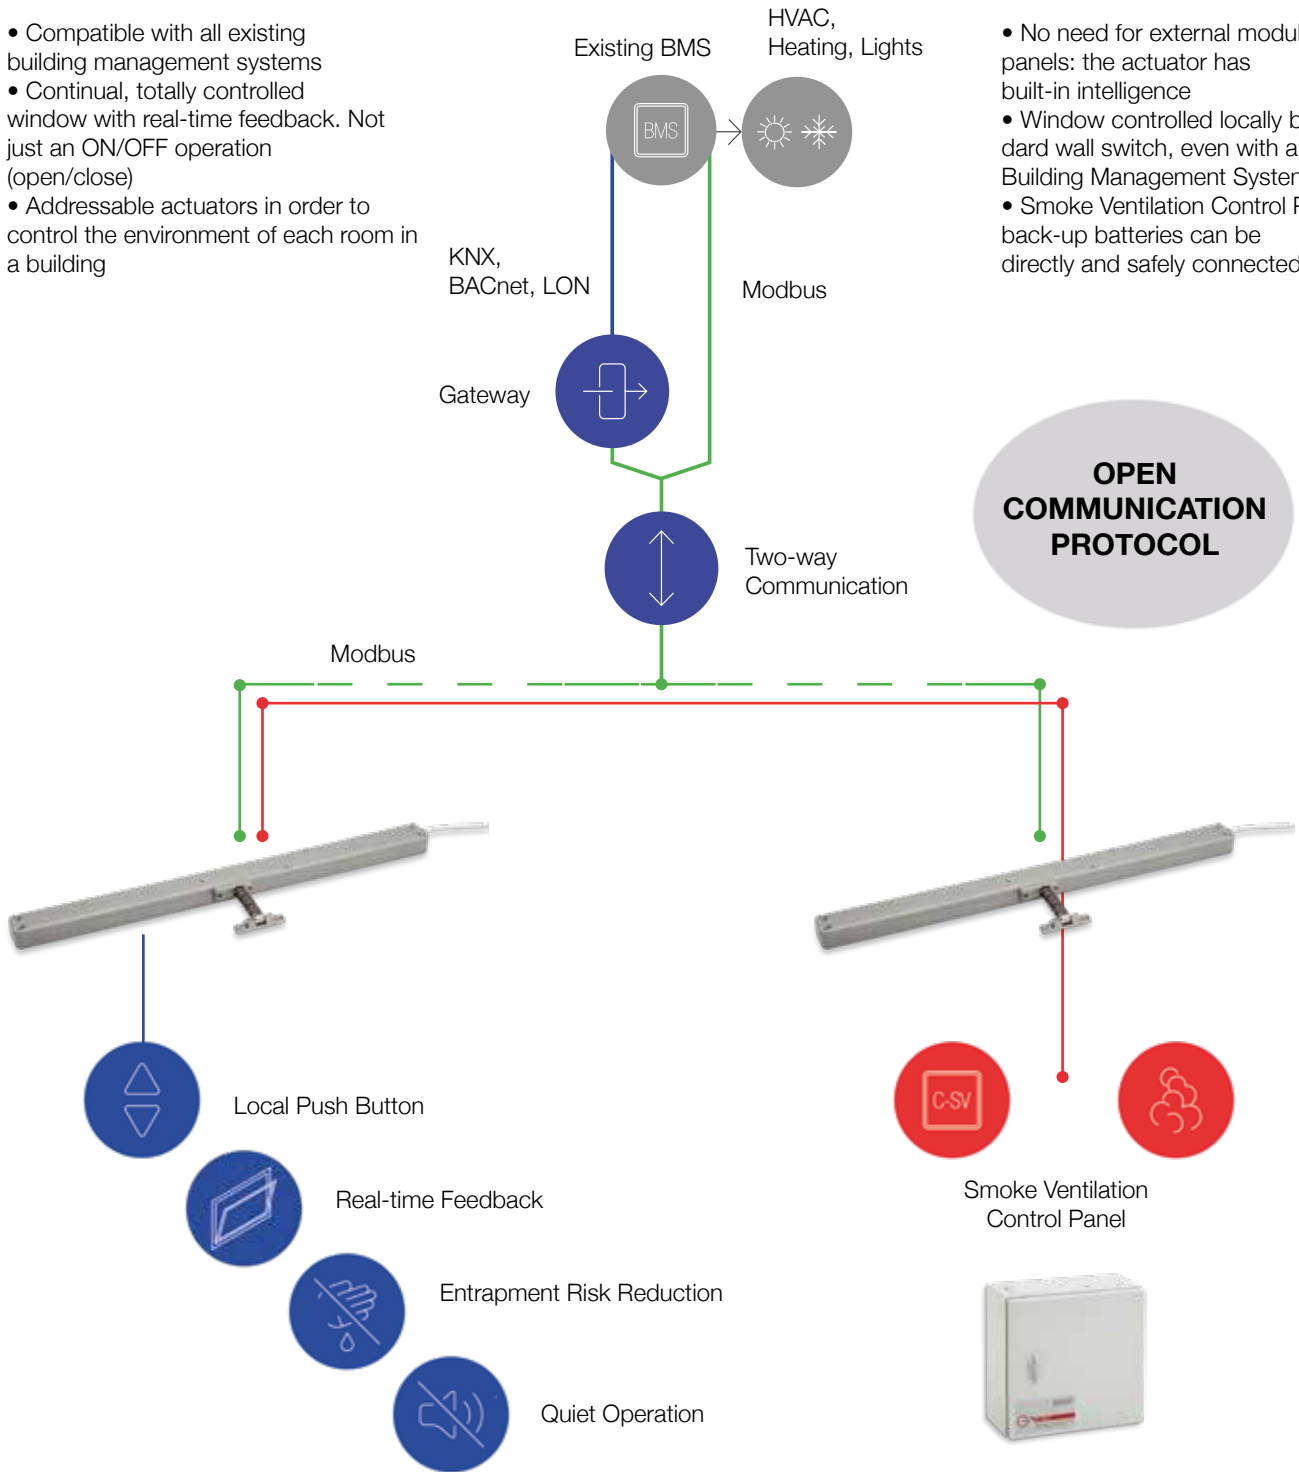 • Compatible with all existing
building management systems
• Continual, totally controlled
window with real-time feedback. Not
just an ON/OFF operation
(open/close)
• Addressable actuators in order to
control the environment of each room in
a building
Existing BMS
HVAC,
Heating, Lights
BMS
• No need for external
panels: the actuator has
built-in intelligence
• Window controlled locally
dard wall switch, even with a
Building Management
• Smoke Ventilation Control
back-up batteries can be
directly and safely connected
KNX,
BACnet, LON
Modbus
Gateway
OPEN
COMMUNICATION
PROTOCOL
Two-way
Communication
Modbus
Local Push Button
Real-time Feedback
Entrapment Risk Reduction
Quiet Operation
C-SV
Smoke Ventilation
Control Panel